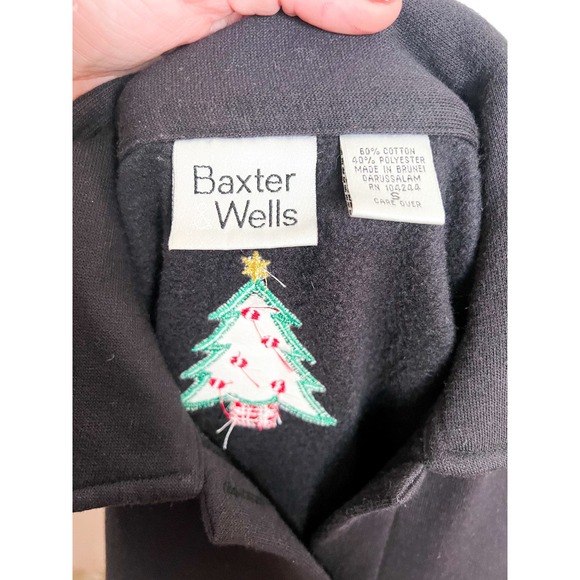 Baxter
Wells
60% COTTON
40% POLYESTER
MADE IN BRUNEI
DARUSSALAM
RN 104244
S
CARE OVER